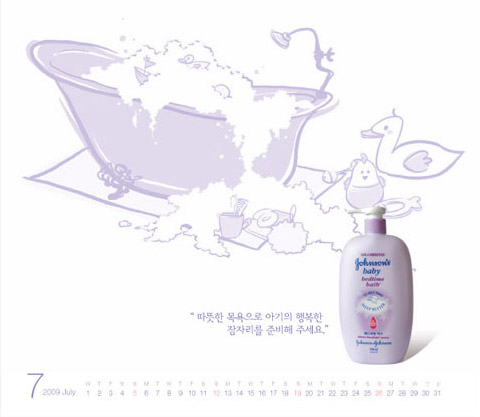 Johnson's
baby
bedtime
bath
“ 따뜻한 목욕으로 아기의 행복한
잠자리를 준비해 주세요.”
7 2009 July
W T F S S M T W T F S S M T W T F S S M T W T F S S M T W T F
1 2 3 4 5 6 7 8 9 10 11 12 13 14 15 16 17 18 19 20 21 22 23 24 25 26 27 28 29 30 31